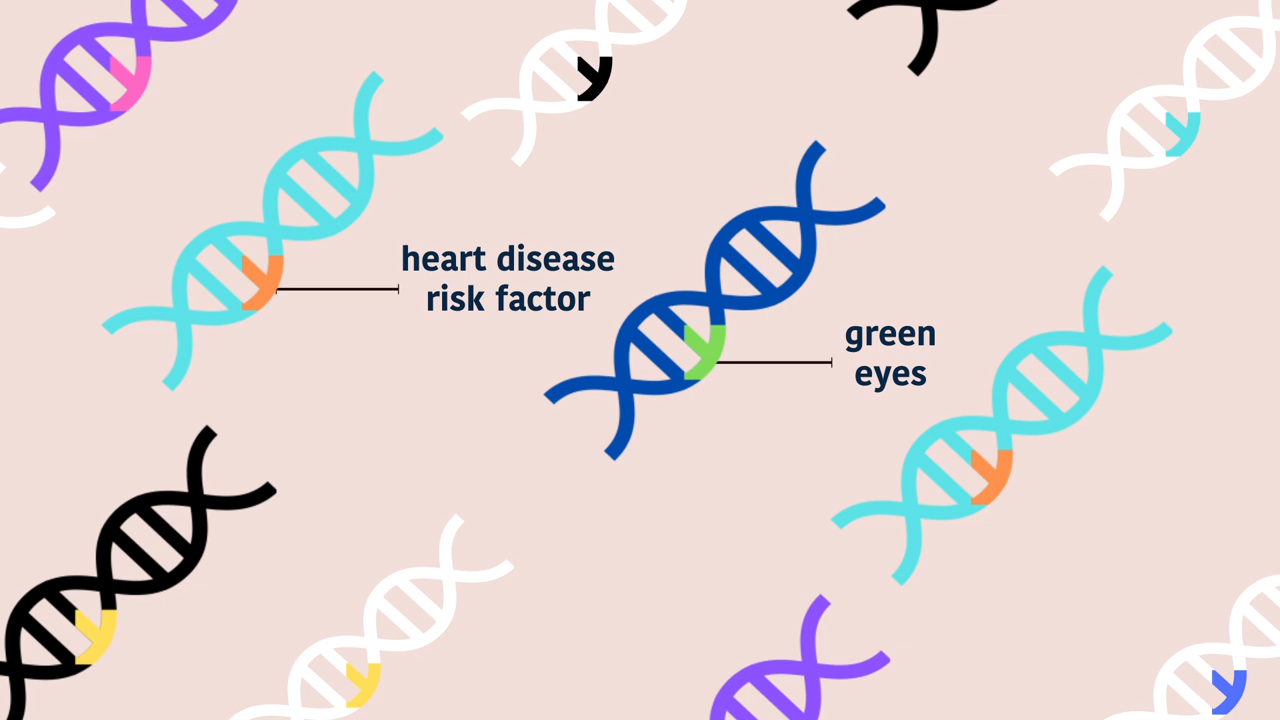 heart disease
risk factor
green
eyes